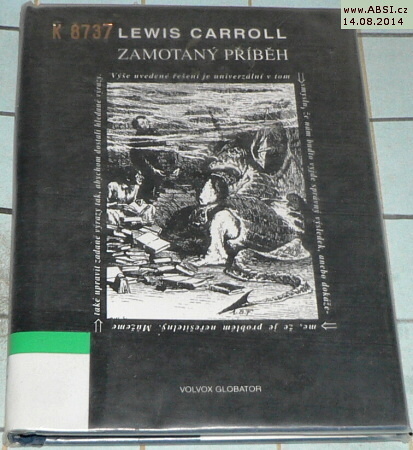 www.ABSI.cz
14.08.2014
K 8737
LEWIS CARROLL
ZAMOTANÝ PŘÍBĚH
Výše uvedené řešení je univerzální v tom
smyslu, že nám budto vyjde správný výsledek, anebo dokáže-
me, že je problém neřešitelný. Můžeme
také upravit zadané výrazy tak, abychom dostali hledané výrazy.
VOLVOX GLOBATOR